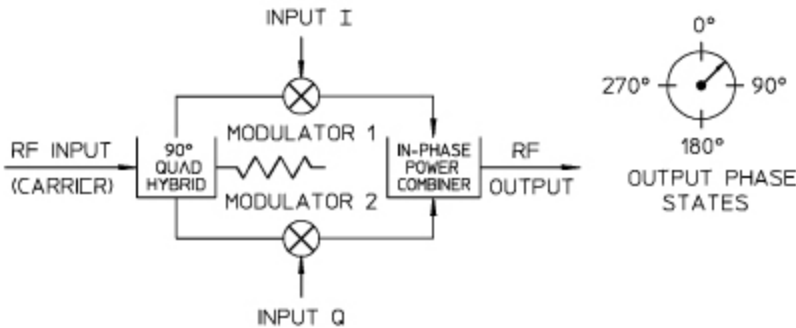 INPUT I
MODULATOR 1
RF INPUT
(CARRIER)
90°
QUAD
HYBRID
MODULATOR 2
IN-PHASE
POWER
COMBINER
RF
OUTPUT
INPUT Q
0°
270°
90°
180°
OUTPUT PHASE
STATES